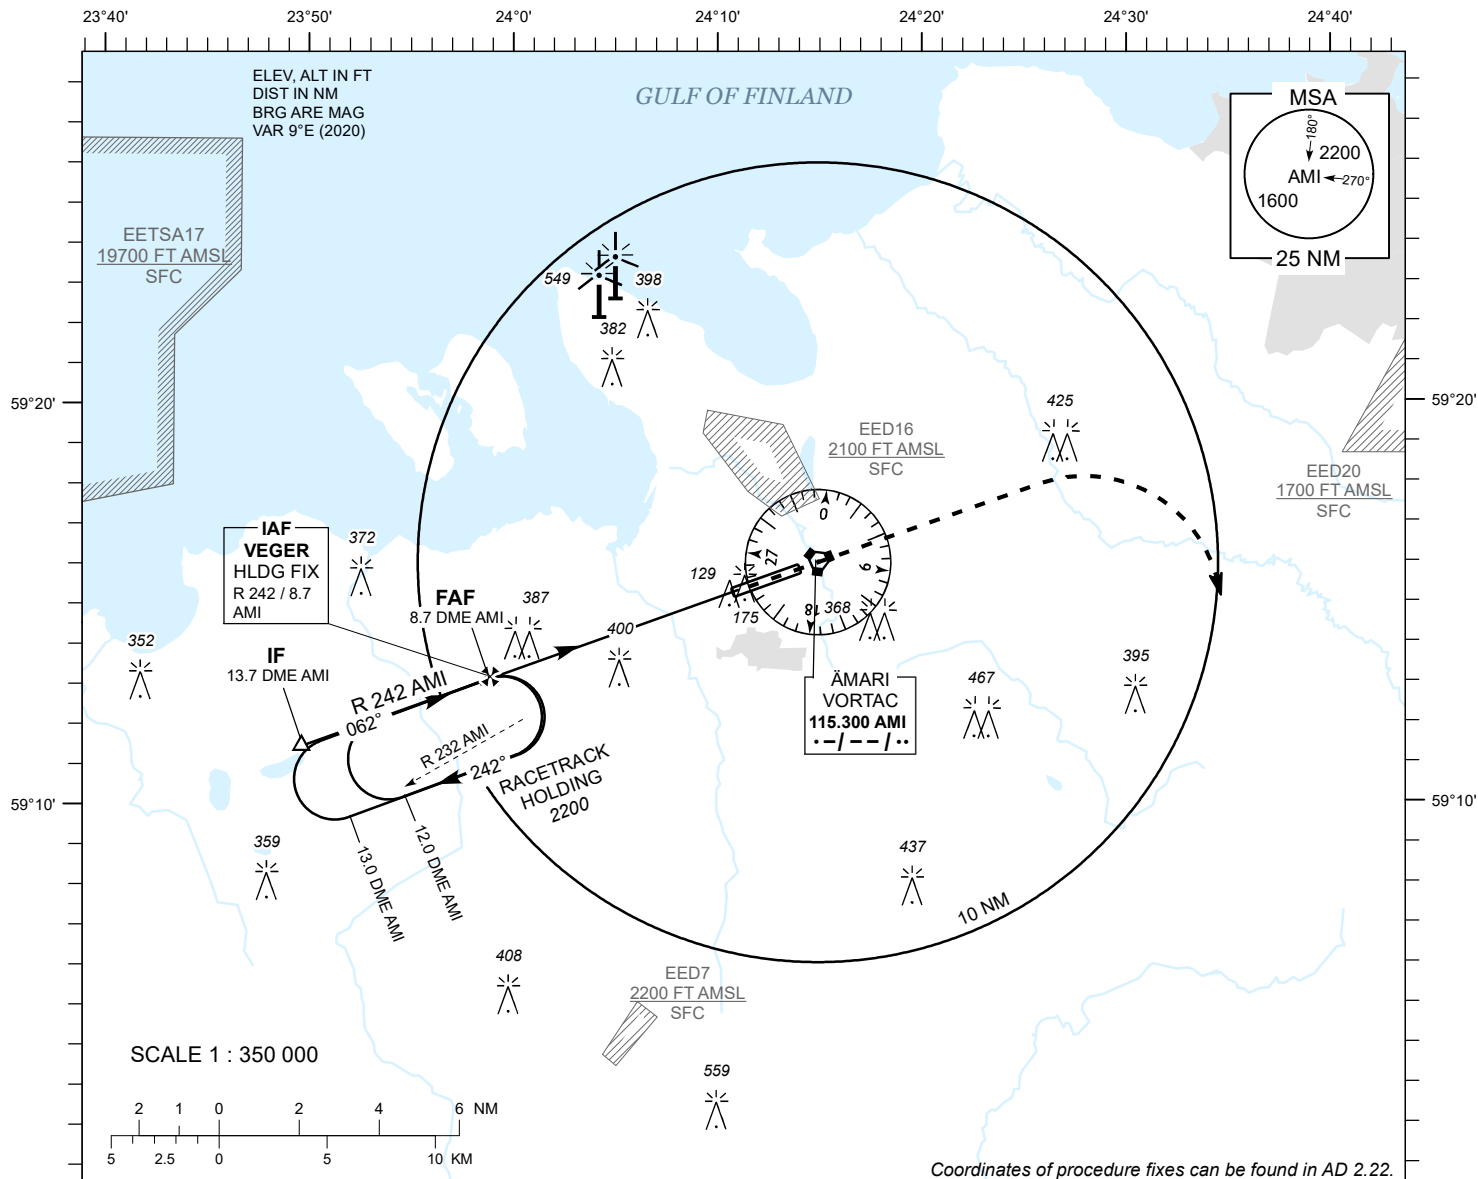 23°40'
23°50'
24°0'
24°10'
24°20'
24°30'
24°40'
ELEV, ALT IN FT
DIST IN NM
BRG ARE MAG
VAR 9°E (2020)
GULF OF FINLAND
MSA
180°
2200
AMI
270°
1600
25 NM
EETSA17
19700 FT AMSL
SFC
549
398
382
59°20'
59°20'
425
EED16
2100 FT AMSL
SFC
EED20
1700 FT AMSL
SFC
IAF
VEGER
HLDG FIX
R 242 / 8.7
AMI
372
0
27
9
18
129
175
368
FAF
8.7 DME AMI
387
400
352
IF
13.7 DME AMI
R 242 AMI
062°
R 232 AMI
242°
RACETRACK
HOLDING
2200
ÄMARI
VORTAC
115.300 AMI
· – / – – / · ·
467
395
59°10'
59°10'
13.0 DME AMI
12.0 DME AMI
359
437
10 NM
408
EED7
2200 FT AMSL
SFC
559
SCALE 1 : 350 000
2 1 0 2 4 6 NM
5 2.5 0 5 10 KM
Coordinates of procedure fixes can be found in AD 2.22.